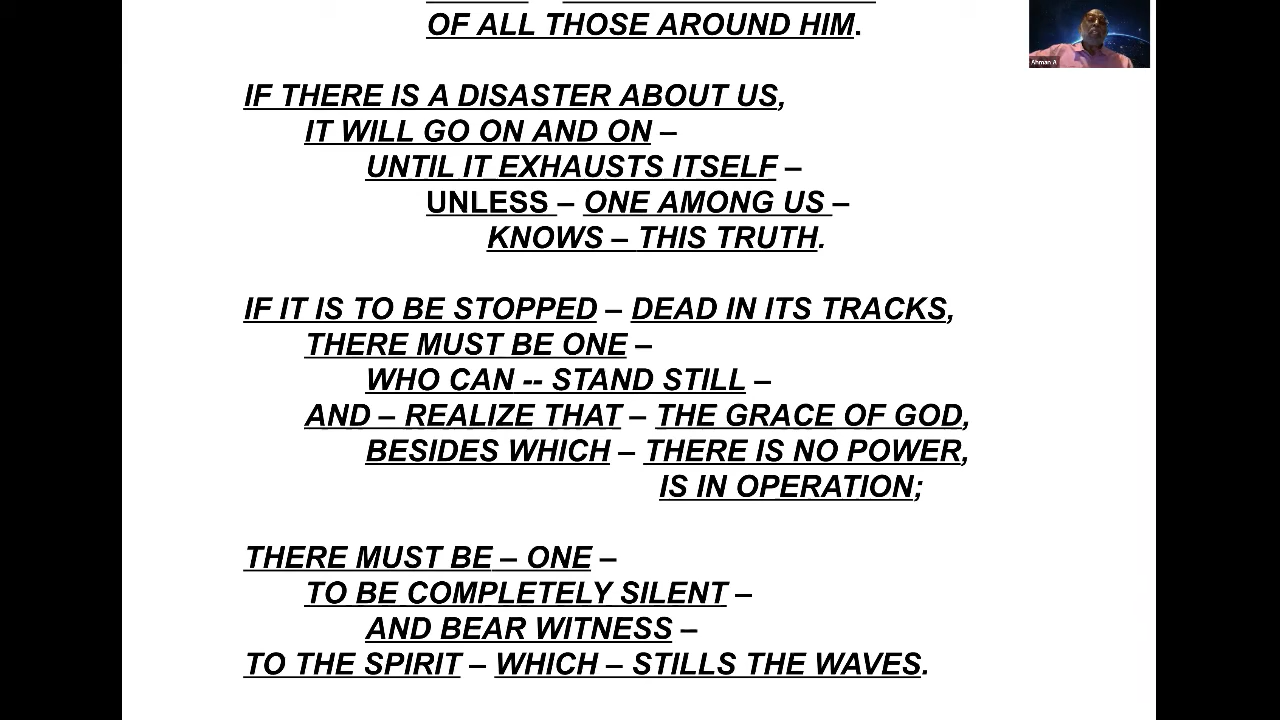 OF ALL THOSE AROUND HIM.
IF THERE IS A DISASTER ABOUT US,
IT WILL GO ON AND ON –
UNTIL IT EXHAUSTS ITSELF –
UNLESS – ONE AMONG US –
KNOWS – THIS TRUTH.
IF IT IS TO BE STOPPED – DEAD IN ITS TRACKS,
THERE MUST BE ONE –
WHO CAN -- STAND STILL –
AND – REALIZE THAT – THE GRACE OF GOD,
BESIDES WHICH – THERE IS NO POWER,
IS IN OPERATION;
THERE MUST BE – ONE –
TO BE COMPLETELY SILENT –
AND BEAR WITNESS –
TO THE SPIRIT – WHICH – STILLS THE WAVES.
Ahman A